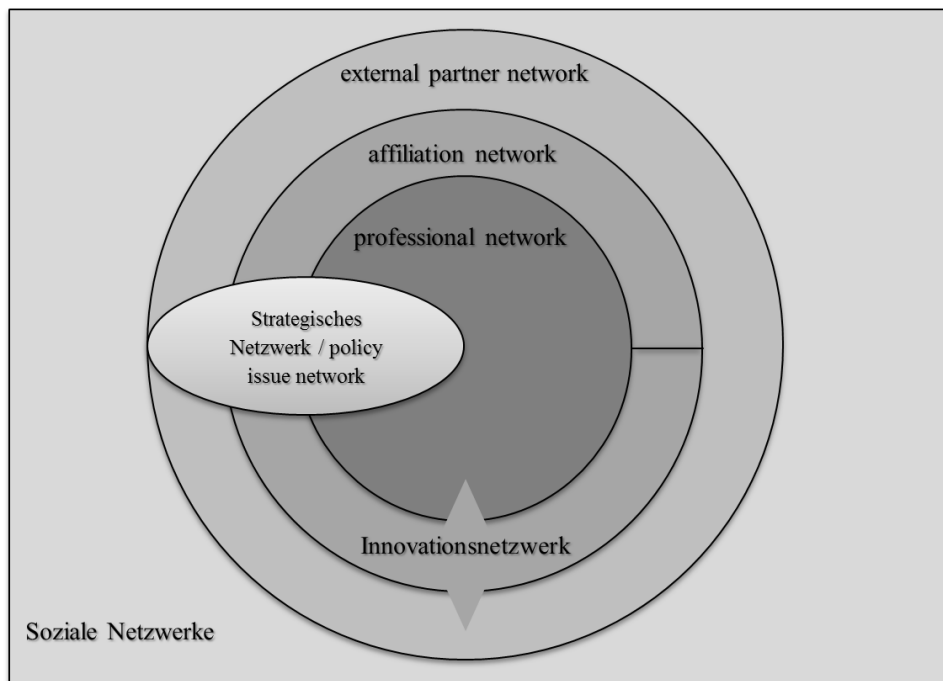 external partner network
affiliation network
professional network
Strategisches
Netzwerk / policy
issue network
Innovationsnetzwerk
Soziale Netzwerke